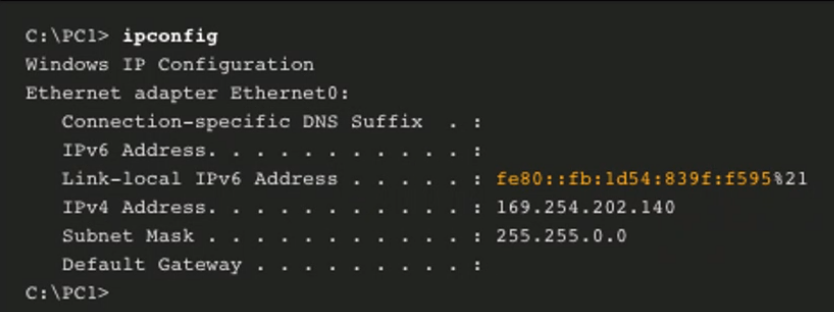 C:\PC1> ipconfig
Windows IP Configuration
Ethernet adapter Ethernet0:
Connection-specific DNS Suffix . :
IPv6 Address. . . . . . . . . . . :
Link-local IPv6 Address . . . . . : fe80::fb:1d54:839f:f595%21
IPv4 Address. . . . . . . . . . . : 169.254.202.140
Subnet Mask . . . . . . . . . . . : 255.255.0.0
Default Gateway . . . . . . . . . :
C:\PC1>